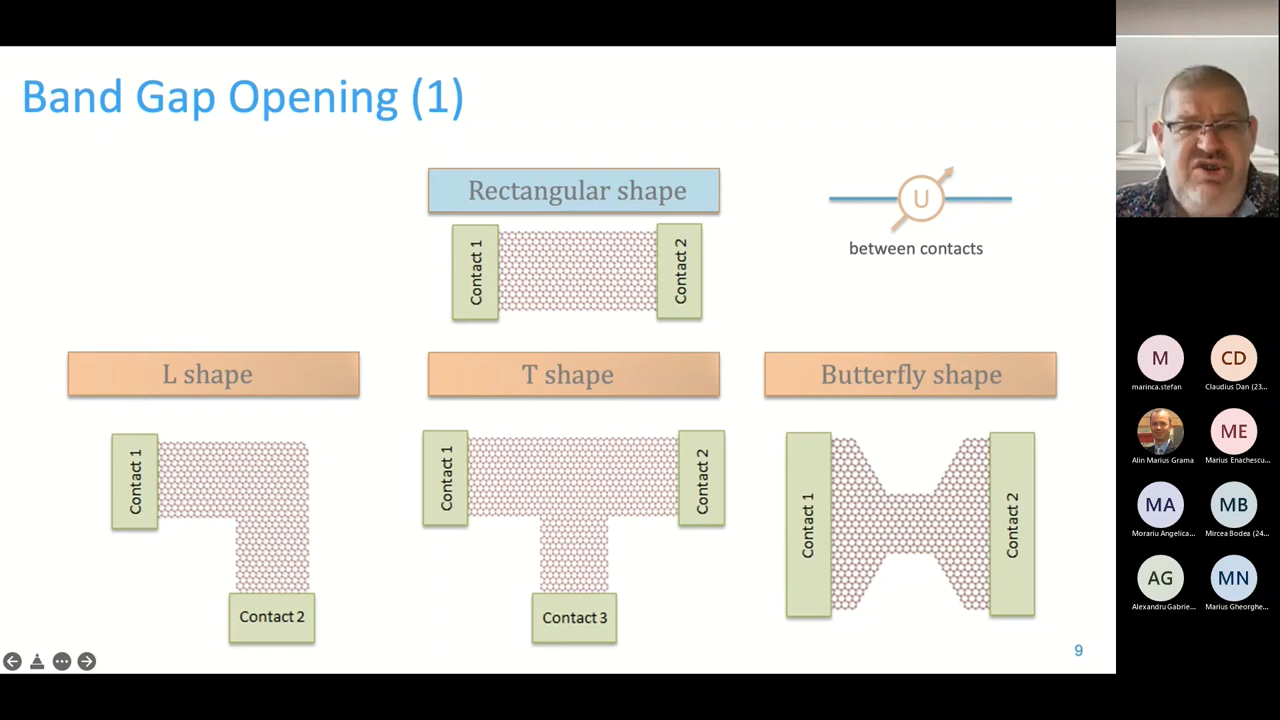 Band Gap Opening (1)
Rectangular shape
Contact 1
Contact 2
U
between contacts
L shape
T shape
Butterfly shape
Contact 1
Contact 2
Contact 1
Contact 2
Contact 3
Contact 1
Contact 2
9
M
marinca.stefan
CD
Claudius Dan (23...
Alin Marius Grama
ME
Marius Enachescu...
MA
Morariu Angelica...
MB
Mircea Bodea (24...
AG
Alexandru Gabrie...
MN
Marius Gheorghe...